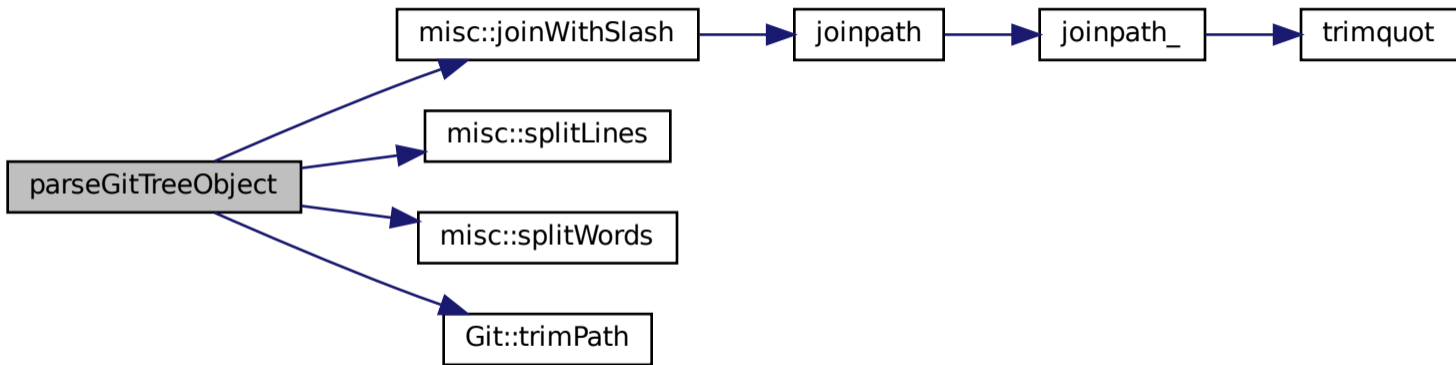 misc::joinWithSlash
joinpath
joinpath_
trimquot
misc::splitLines
parseGitTreeObject
misc::splitWords
Git::trimPath